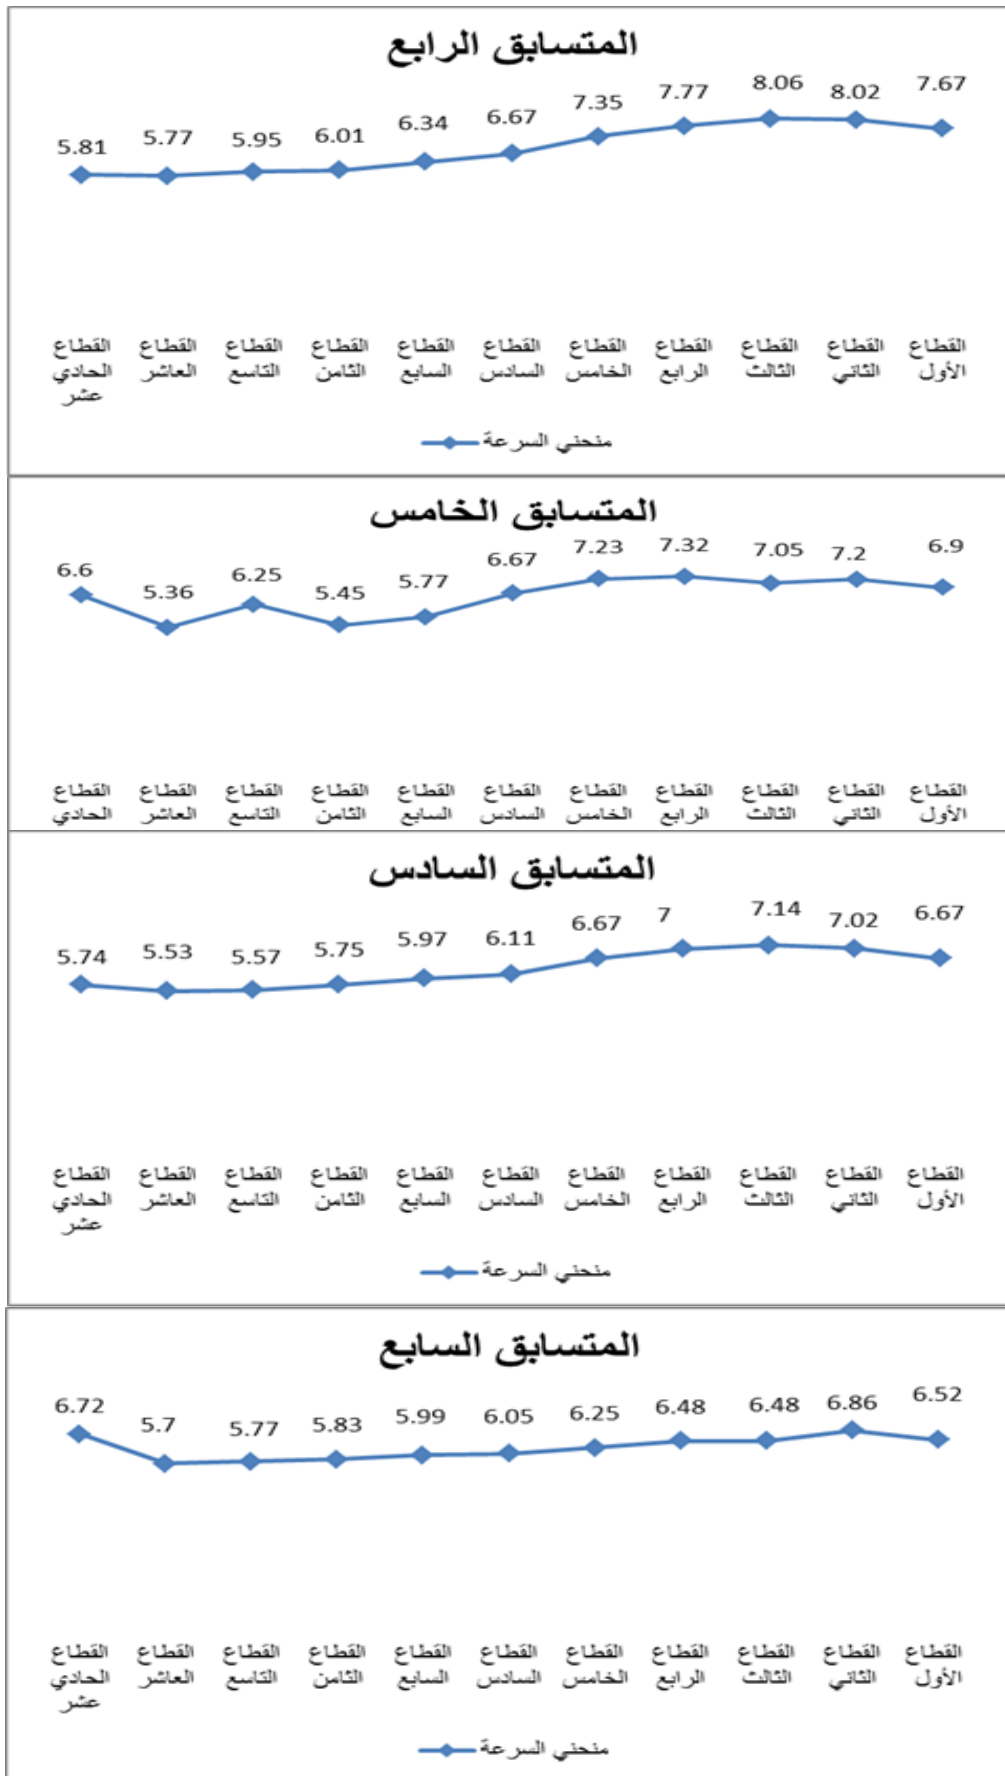 المتسابق الرابع
5.81 5.77 5.95 6.01 6.34 6.67 7.35 7.77 8.06 8.02 7.67
القطاع الأول
القطاع الثاني
القطاع الثالث
القطاع الرابع
القطاع الخامس
القطاع السادس
القطاع السابع
القطاع الثامن
القطاع التاسع
القطاع العاشر
القطاع الحادي عشر
منحني السرعة
المتسابق الخامس
6.6 5.36 6.25 5.45 5.77 6.67 7.23 7.32 7.05 7.2 6.9
القطاع الأول
القطاع الثاني
القطاع الثالث
القطاع الرابع
القطاع الخامس
القطاع السادس
القطاع السابع
القطاع الثامن
القطاع التاسع
القطاع العاشر
القطاع الحادي
المتسابق السادس
5.74 5.53 5.57 5.75 5.97 6.11 6.67 7 7.14 7.02 6.67
القطاع الأول
القطاع الثاني
القطاع الثالث
القطاع الرابع
القطاع الخامس
القطاع السادس
القطاع السابع
القطاع الثامن
القطاع التاسع
القطاع العاشر
القطاع الحادي عشر
منحني السرعة
المتسابق السابع
6.72 5.7 5.77 5.83 5.99 6.05 6.25 6.48 6.48 6.86 6.52
القطاع الأول
القطاع الثاني
القطاع الثالث
القطاع الرابع
القطاع الخامس
القطاع السادس
القطاع السابع
القطاع الثامن
القطاع التاسع
القطاع العاشر
القطاع الحادي عشر
منحني السرعة